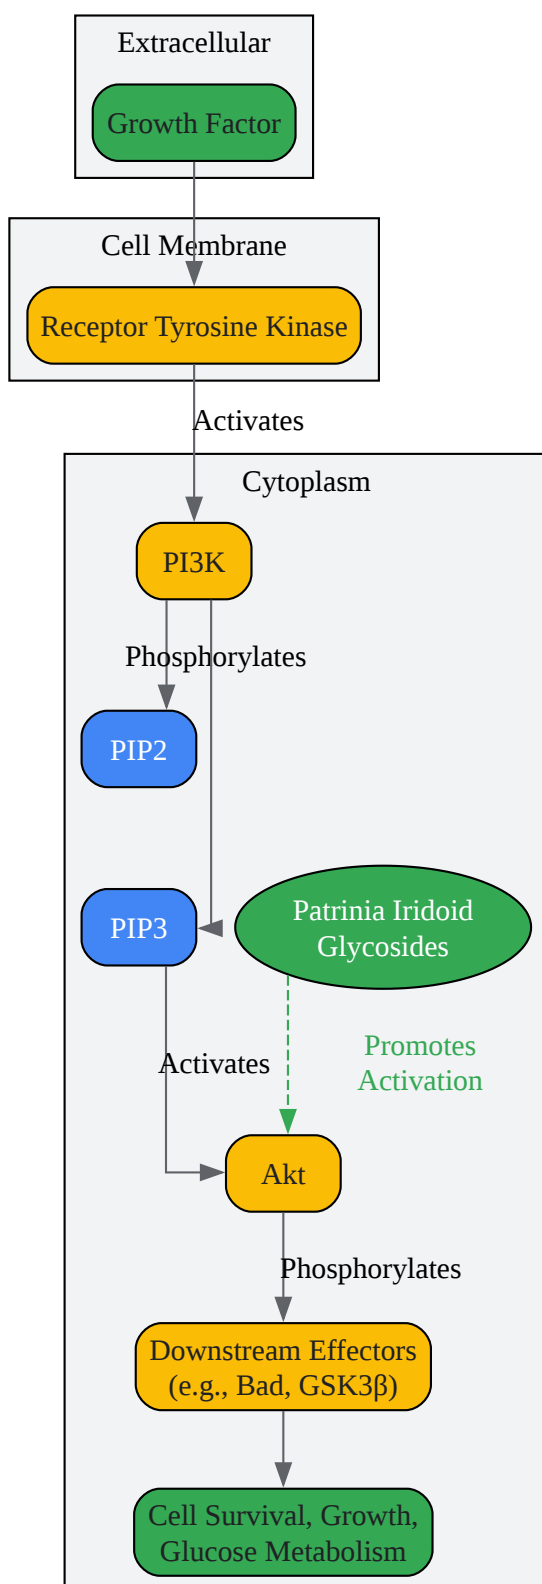 Extracellular
Growth Factor
Cell Membrane
Receptor Tyrosine Kinase
Activates
Cytoplasm
PI3K
Phosphorylates
PIP2
PIP3
Patrinia Iridoid
Glycosides
Activates
Promotes
Activation
Akt
Phosphorylates
Downstream Effectors
(e.g., Bad, GSK3β)
Cell Survival, Growth,
Glucose Metabolism